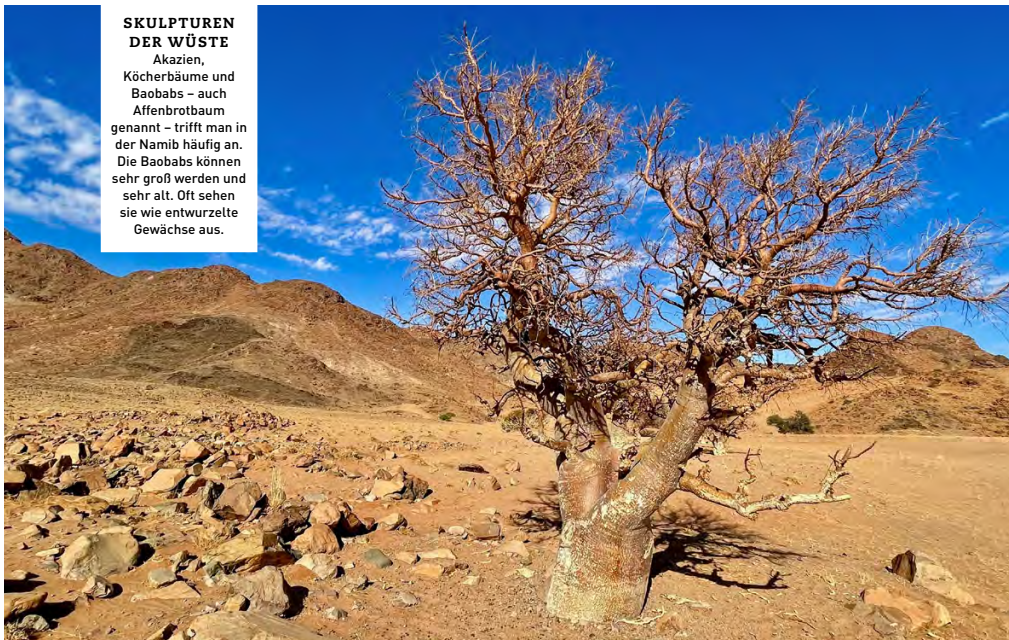 SKULPTUREN
DER WÜSTE
Akazien,
Köcherbäume und
Baobabs – auch
Affenbrotbaum
genannt – trifft man in
der Namib häufig an.
Die Baobabs können
sehr groß werden und
sehr alt. Oft sehen
sie wie entwurzelte
Gewächse aus.